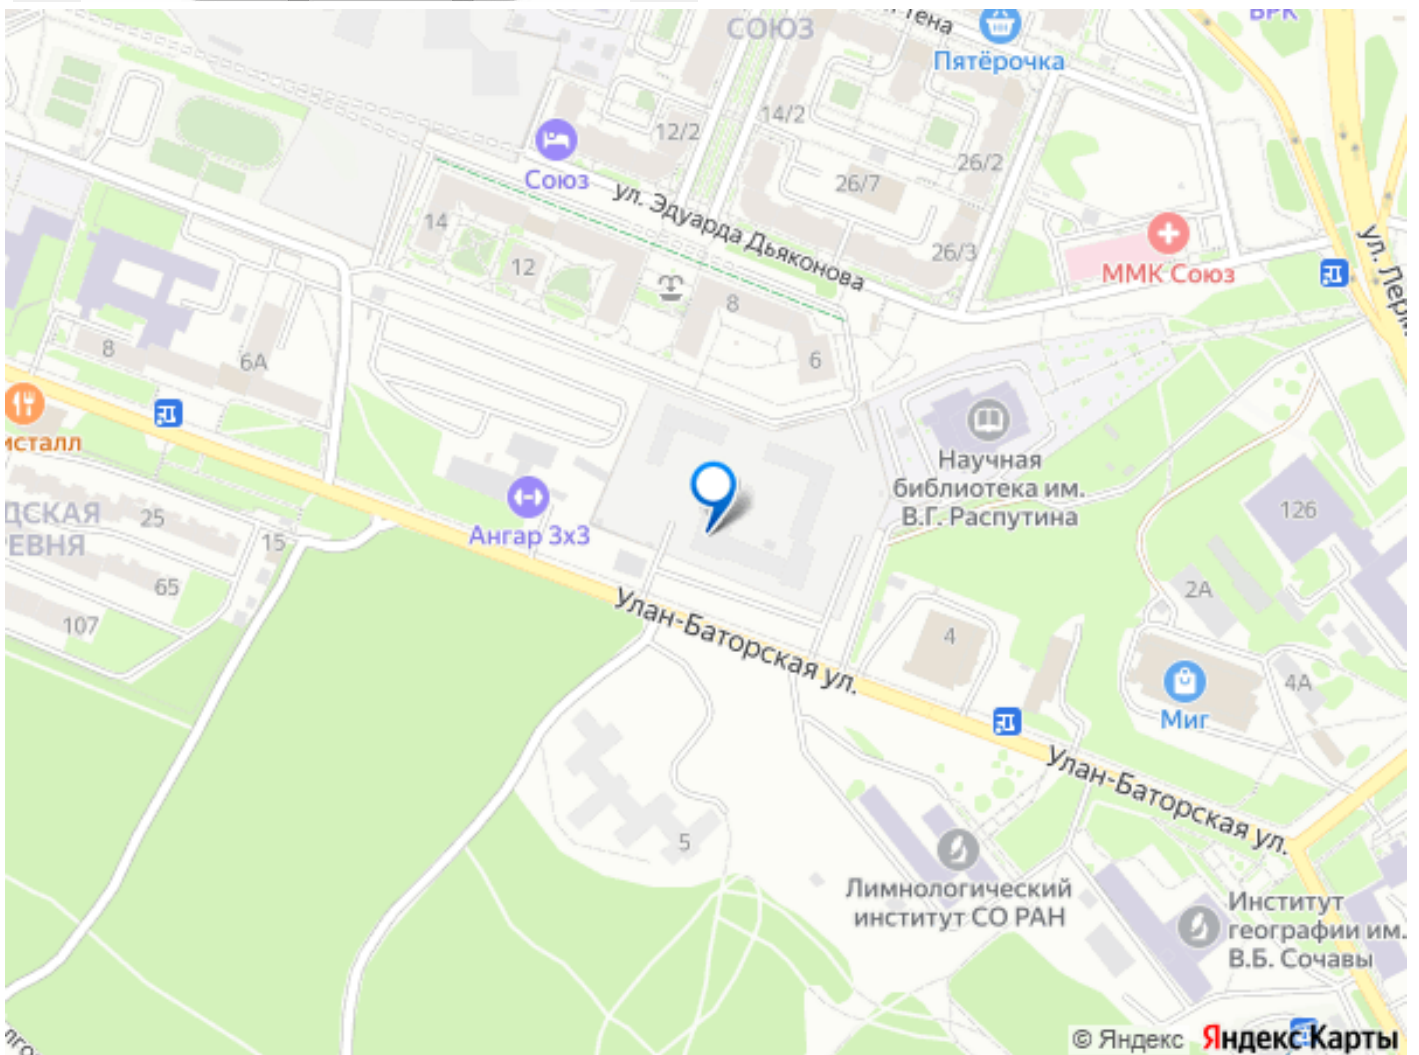 СОЮЗ
Пятёрочка
14/2
12/2
26/2
26/7
Союз
ул. Эдуарда Дьяконова
14
26/3
12
ММК Союз
8
6
8
6А
Научная
библиотека им.
В.Г. Распутина
25
15
65
107
Ангар 3x3
126
2А
Улан-Баторская ул.
4
4А
Миг
Улан-Баторская ул.
5
Лимнологический
институт СО РАН
Институт
географии им.
В.Б. Сочавы
© Яндекс Яндекс Карты